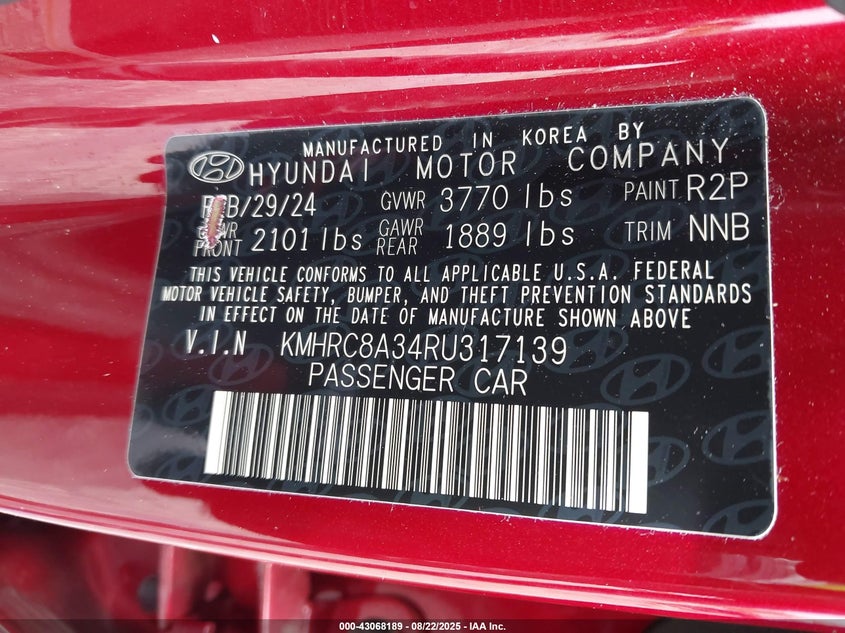 MANUFACTURED IN KOREA BY
HYUNDAI MOTOR COMPANY
FEB/29/24 GVWR 3770 lbs PAINT R2P
GAWR FRONT 2101 lbs GAWR REAR 1889 lbs TRIM NNB
THIS VEHICLE CONFORMS TO ALL APPLICABLE U.S.A. FEDERAL
MOTOR VEHICLE SAFETY, BUMPER, AND THEFT PREVENTION STANDARDS
IN EFFECT ON THE DATE OF MANUFACTURE SHOWN ABOVE
V.I.N KMHRC8A34RU317139
PASSENGER CAR
000-43068189 - 08/22/2025 - IAA Inc.